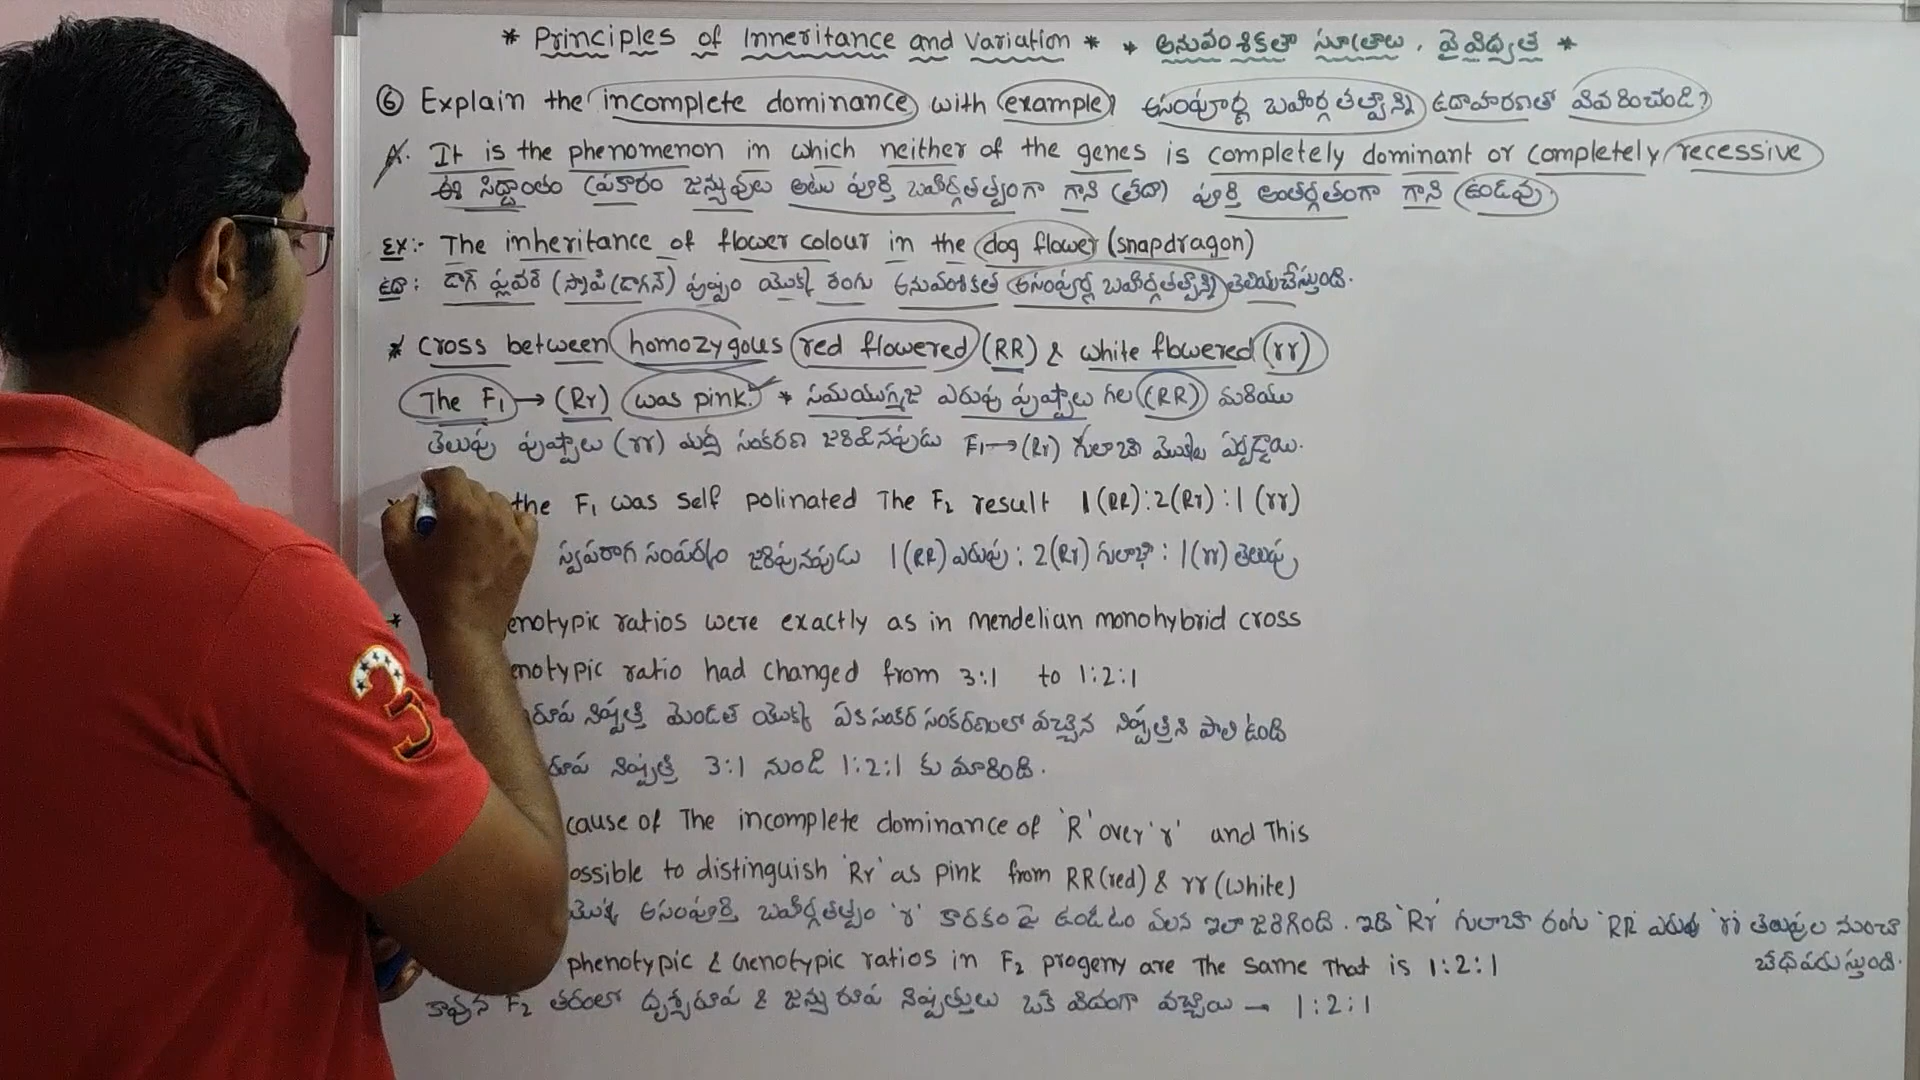 * Principles of Inheritance and Variation * * అనువంశికతా సూత్రాలు, వైవిధ్యత *
⑥ Explain the incomplete dominance with example? అసంపూర్ణ బహిర్గతత్వాన్ని ఉదాహరణతో వివరించండి?
A. It is the phenomenon in which neither of the genes is completely dominant or completely recessive
ఈ సిద్ధాంతం ప్రకారం జన్యువులు అటు పూర్తి బహిర్గతత్వంగా గాని (లేదా) పూర్తి అంతర్గతంగా గాని ఉండవు.
Ex:- The inheritance of flower colour in the dog flower (snapdragon)
ఉదా: డాగ్ ఫ్లవర్ (స్నాప్ డ్రాగన్) పుష్పం యొక్క రంగు అనువంశికత అసంపూర్ణ బహిర్గతత్వాన్ని తెలియచేస్తుంది.
* Cross between homozygous red flowered (RR) & white flowered (rr)
The F₁ → (Rr) was pink. * సమయుగ్మజ ఎరుపు పుష్పాలు గల (RR) మరియు
తెలుపు పుష్పాలు (rr) మధ్య సంకరణ జరిపినప్పుడు F₁→(Rr) గులాబి మొక్కలు ఏర్పడ్డాయి.
the F₁ was self polinated The F₂ result 1(RR):2(Rr):1(rr)
స్వపరాగ సంపర్కం జరిపినపుడు 1(RR) ఎరుపు : 2(Rr) గులాబి : 1(rr) తెలుపు
* enotypic ratios were exactly as in mendelian monohybrid cross
enotypic ratio had changed from 3:1 to 1:2:1
రూప నిష్పత్తి మెండల్ యొక్క ఏక సంకర సంకరణంలో వచ్చిన నిష్పత్తిని పోలి ఉంది
రూప నిష్పత్తి 3:1 నుండి 1:2:1 కు మారింది.
cause of The incomplete dominance of 'R' over 'r' and This
ossible to distinguish 'Rr' as pink from RR(red) & rr(white)
యొక్క అసంపూర్తి బహిర్గతత్వం 'r' కారకం పై ఉండటం వలన ఇలా జరిగింది. ఇది 'Rr' గులాబి రంగు 'RR' ఎరుపు 'rr' తెలుపుల నుంచి
phenotypic & Genotypic ratios in F₂ progeny are The same That is 1:2:1 వేరుపరుస్తుంది.
కావున F₂ తరంలో దృశ్యరూప & జన్యురూప నిష్పత్తులు ఒకే విధంగా వచ్చాయి → 1:2:1
3